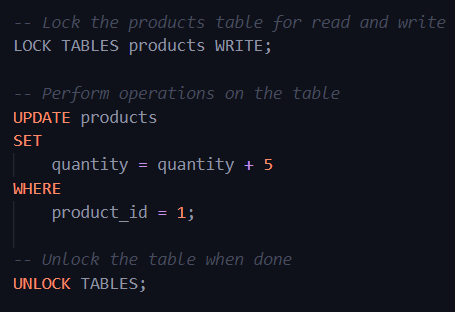 -- Lock the products table for read and write
LOCK TABLES products WRITE;
-- Perform operations on the table
UPDATE products
SET
quantity = quantity + 5
WHERE
product_id = 1;
-- Unlock the table when done
UNLOCK TABLES;